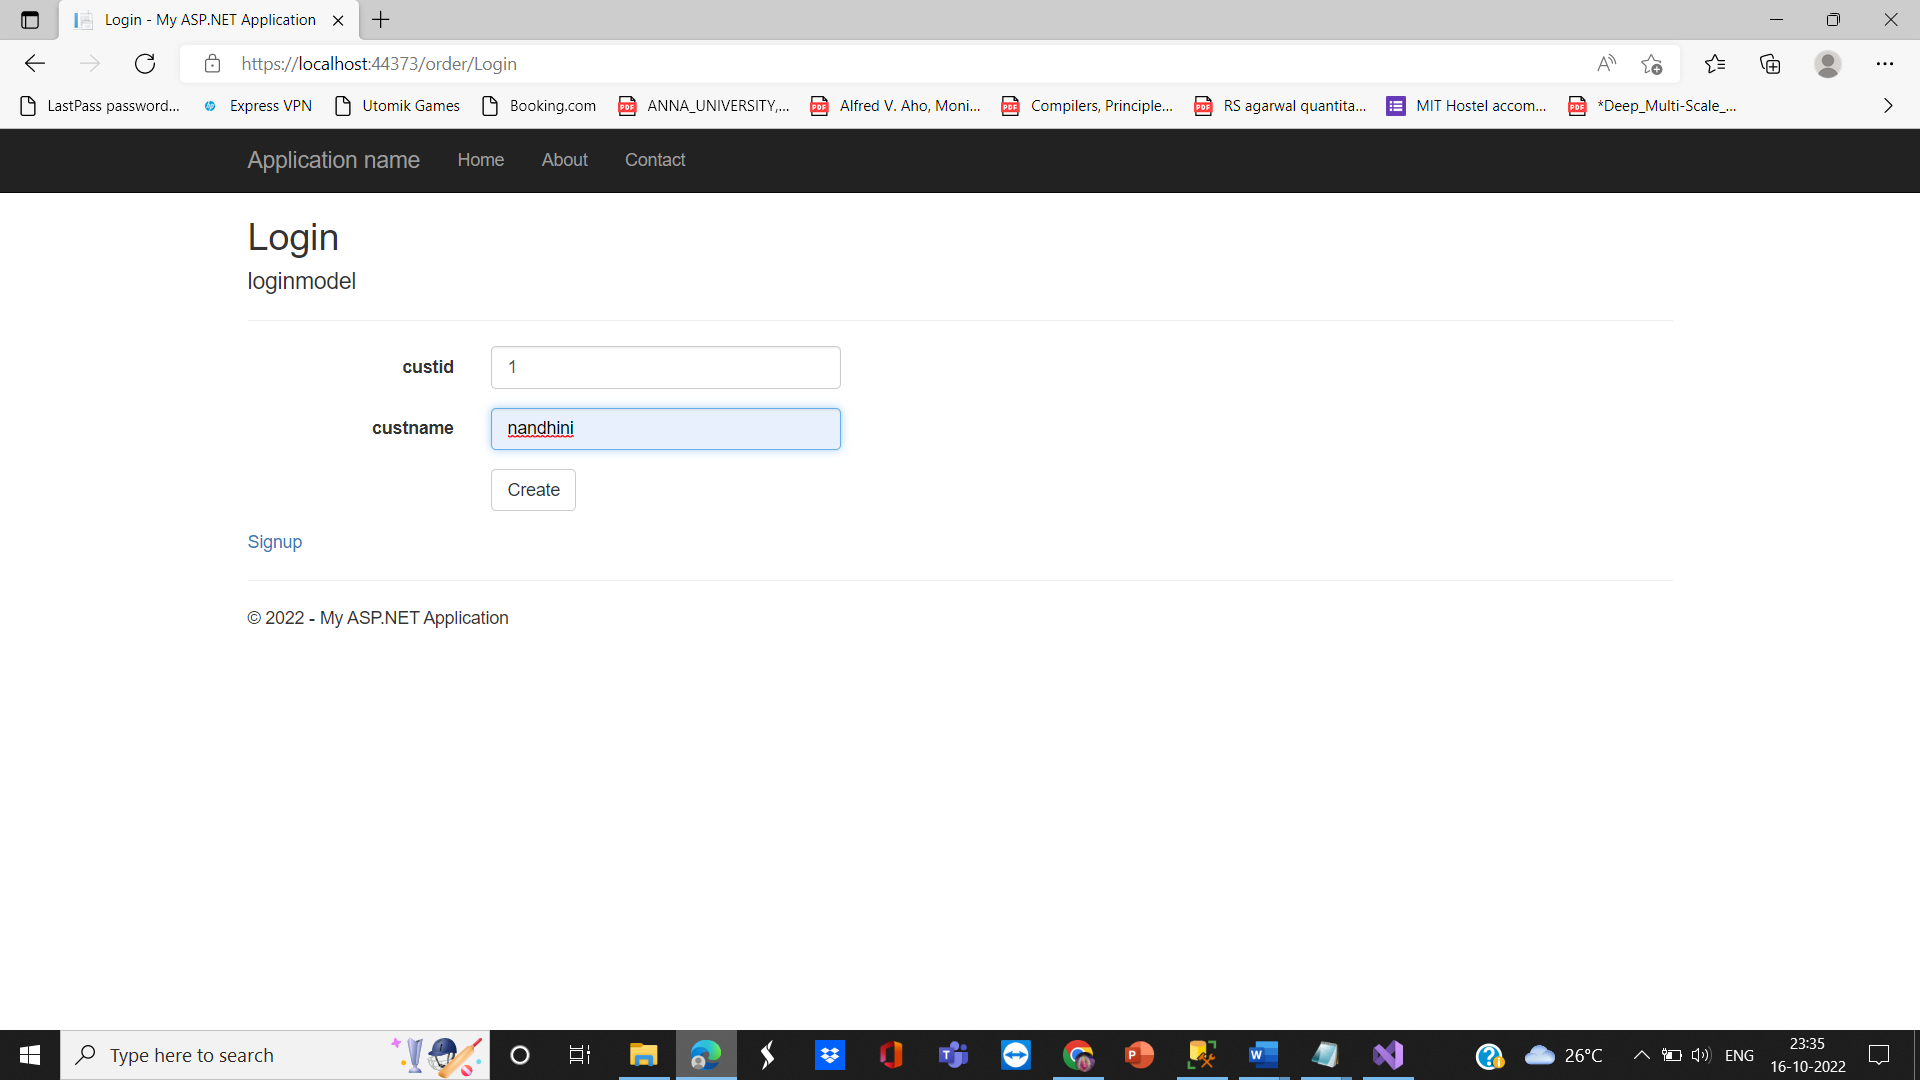 Login - My ASP.NET Application
https://localhost:44373/order/Login
LastPass password... Express VPN Utomik Games Booking.com ANNA_UNIVERSITY,... Alfred V. Aho, Moni... Compilers, Principle... RS agarwal quantita... MIT Hostel accom... *Deep_Multi-Scale_...
Application name Home About Contact
Login
loginmodel
custid 1
custname nandhini
Create
Signup
© 2022 - My ASP.NET Application
Type here to search
26°C ENG
23:35
16-10-2022